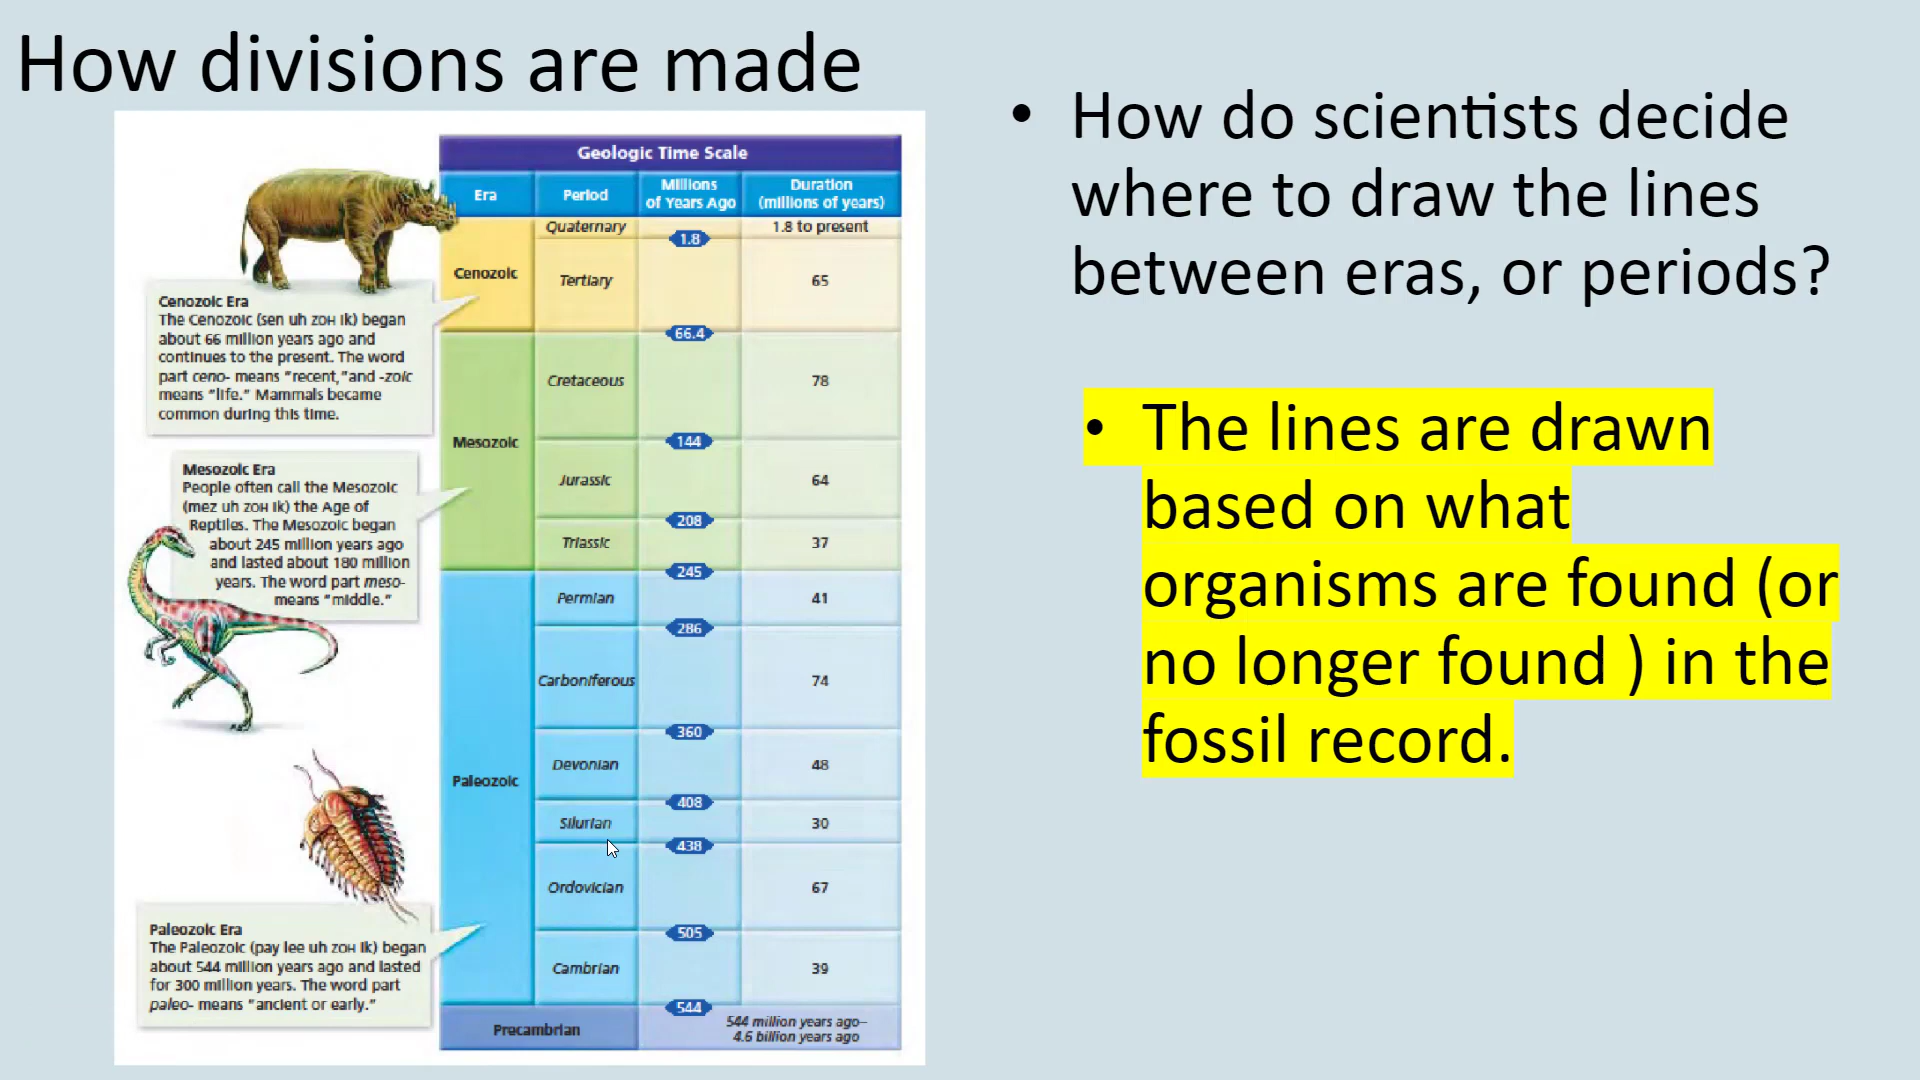 How divisions are made
Geologic Time Scale
Era
Period
Millions
of Years Ago
Duration
(millions of years)
Cenozoic
Quaternary
1.8
1.8 to present
Tertiary
65
66.4
Mesozoic
Cretaceous
78
144
Jurassic
64
208
Triassic
37
245
Paleozoic
Permian
41
286
Carboniferous
74
360
Devonian
48
408
Silurian
30
438
Ordovician
67
505
Cambrian
39
544
Precambrian
544 million years ago–
4.6 billion years ago
Cenozoic Era
The Cenozoic (sen uh ZOH ik) began
about 66 million years ago and
continues to the present. The word
part ceno- means "recent," and -zoic
means "life." Mammals became
common during this time.
Mesozoic Era
People often call the Mesozoic
(mez uh ZOH ik) the Age of
Reptiles. The Mesozoic began
about 245 million years ago
and lasted about 180 million
years. The word part meso-
means "middle."
Paleozoic Era
The Paleozoic (pay lee uh ZOH ik) began
about 544 million years ago and lasted
for 300 million years. The word part
paleo- means "ancient or early."
• How do scientists decide
where to draw the lines
between eras, or periods?
• The lines are drawn
based on what
organisms are found (or
no longer found ) in the
fossil record.